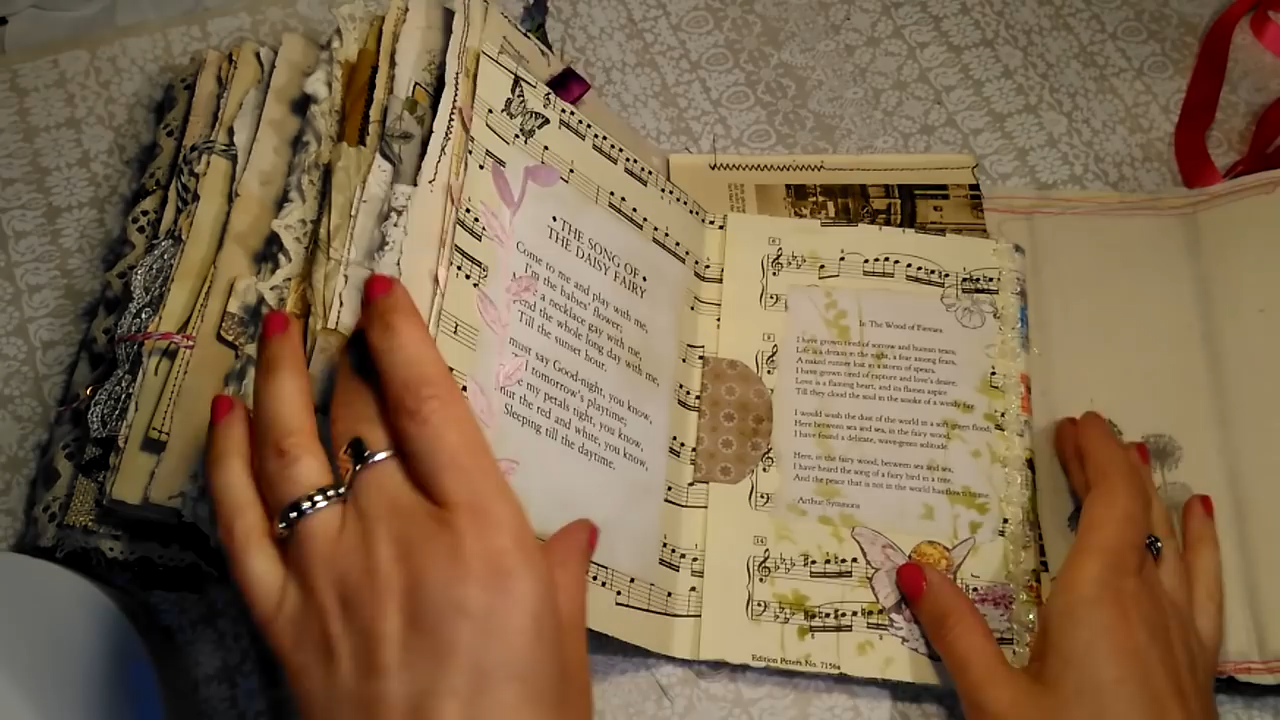 THE SONG OF
THE DAISY FAIRY
Come to me and play with me,
I'm the babies' flower;
a necklace gay with me,
end the whole long day with me,
Till the sunset hour.
must say Good-night, you know,
tomorrow's playtime;
my petals tight, you know,
the red and white, you know,
Sleeping till the daytime.
6
In The Wood of Finvara
I have grown tired of sorrow and human tears;
Life is a dream in the night, a fear among fears,
A naked runner lost in a storm of spears.
I have grown tired of rapture and love's desire;
Love is a flaming heart, and its flames aspire
Till they cloud the soul in the smoke of a windy fire.
I would wash the dust of the world in a soft green flood;
Here between sea and sea, in the fairy wood,
I have found a delicate, wave-green solitude.
Here, in the fairy wood, between sea and sea,
I have heard the song of a fairy bird in a tree,
And the peace that is not in the world has flown to me.
Arthur Symons
14
Edition Peters No. 7156a